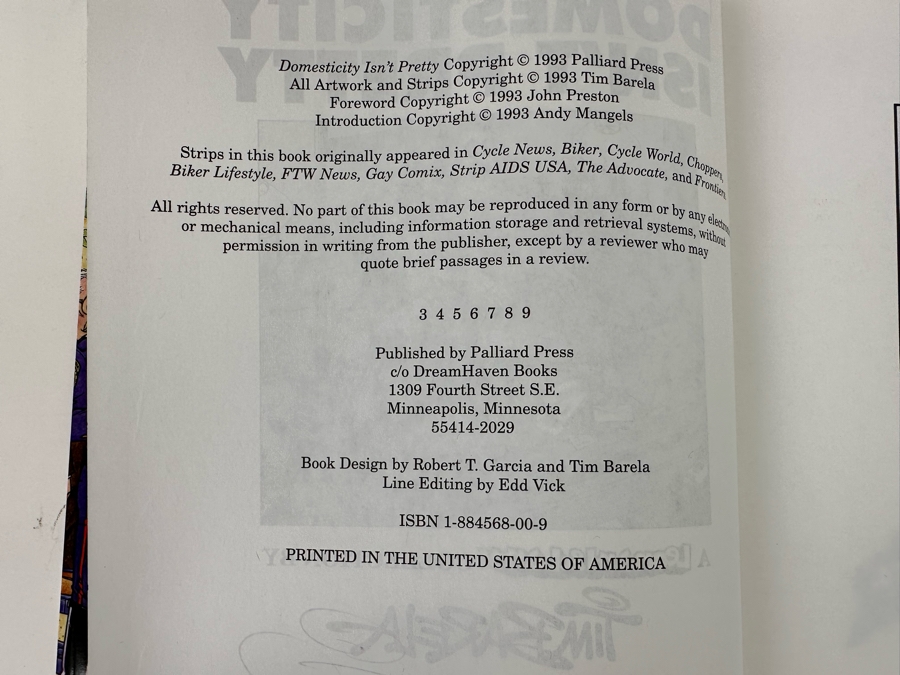 Domesticity Isn't Pretty Copyright © 1993 Palliard Press
All Artwork and Strips Copyright © 1993 Tim Barela
Foreword Copyright © 1993 John Preston
Introduction Copyright © 1993 Andy Mangels
Strips in this book originally appeared in Cycle News, Biker, Cycle World, Choppers,
Biker Lifestyle, FTW News, Gay Comix, Strip AIDS USA, The Advocate, and
All rights reserved. No part of this book may be reproduced in any form or by any
or mechanical means, including information storage and retrieval systems, without
permission in writing from the publisher, except by a reviewer who may
quote brief passages in a review.
3 4 5 6 7 8 9
Published by Palliard Press
c/o DreamHaven Books
1309 Fourth Street S.E.
Minneapolis, Minnesota
55414-2029
Book Design by Robert T. Garcia and Tim Barela
Line Editing by Edd Vick
ISBN 1-884568-00-9
PRINTED IN THE UNITED STATES OF AMERICA